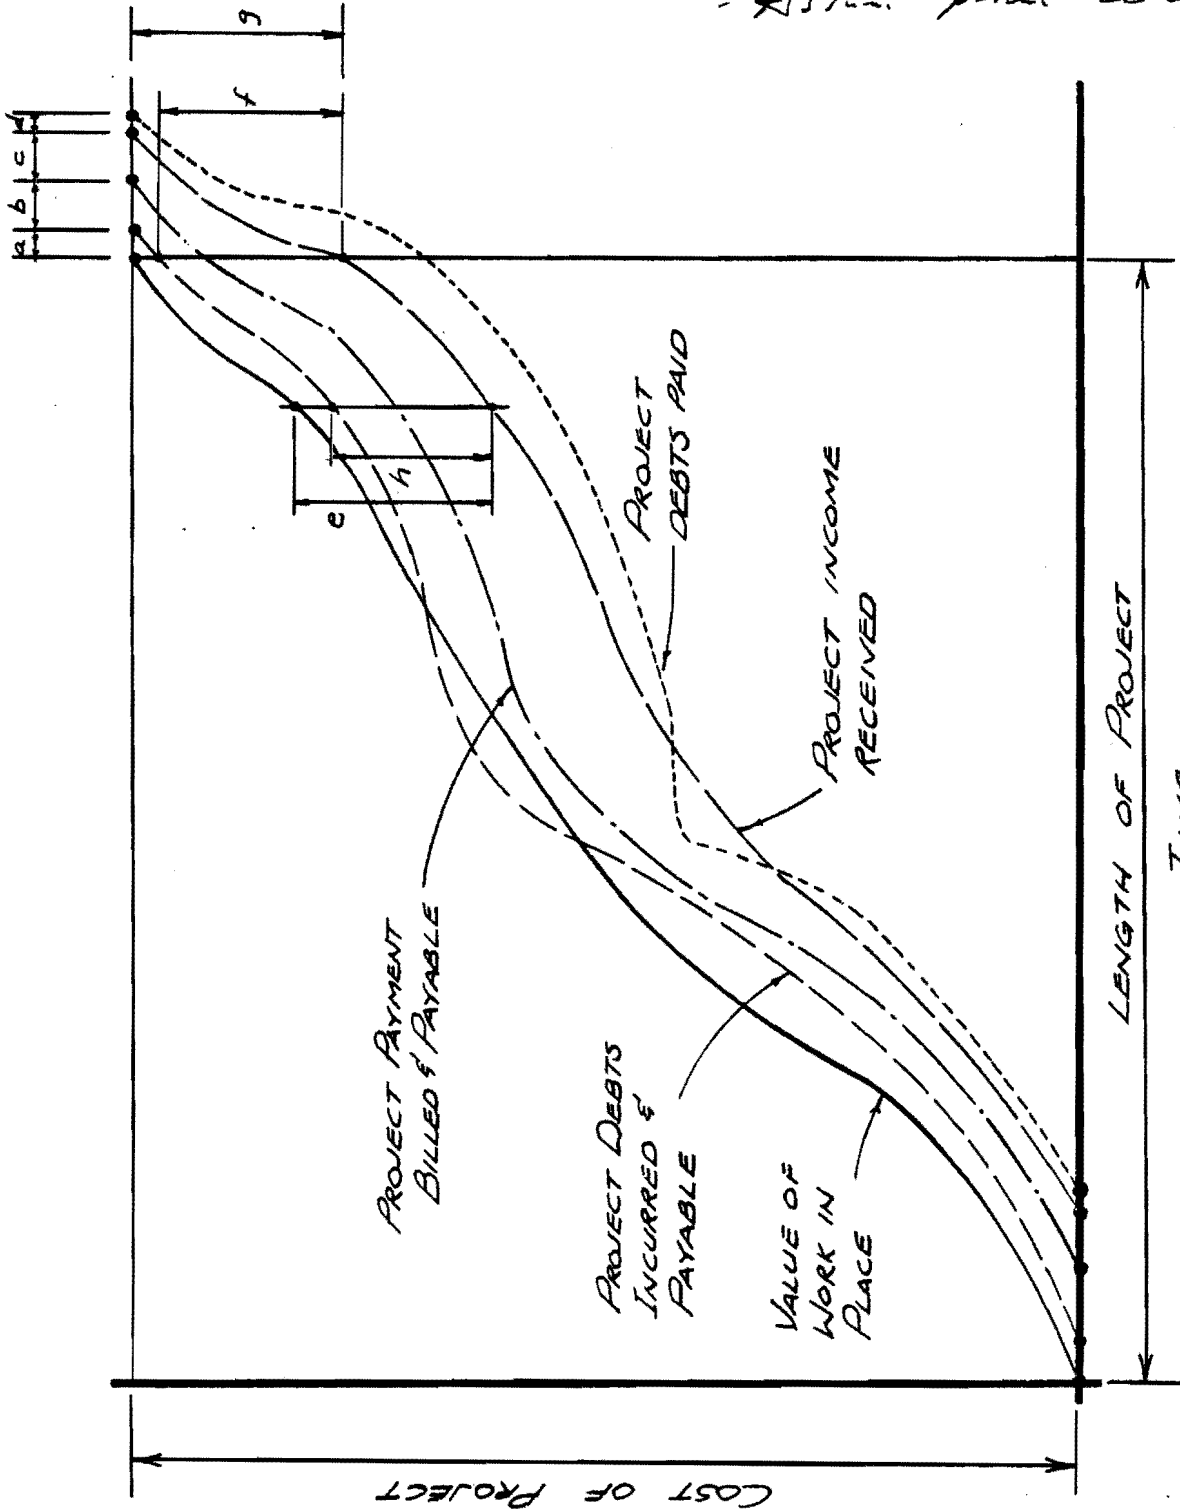 g
f
d
c
b
a
e
h
PROJECT PAYMENT
BILLED & PAYABLE
PROJECT
DEBTS PAID
PROJECT INCOME
RECEIVED
PROJECT DEBTS
INCURRED &
PAYABLE
VALUE OF
WORK IN
PLACE
LENGTH OF PROJECT
COST OF PROJECT